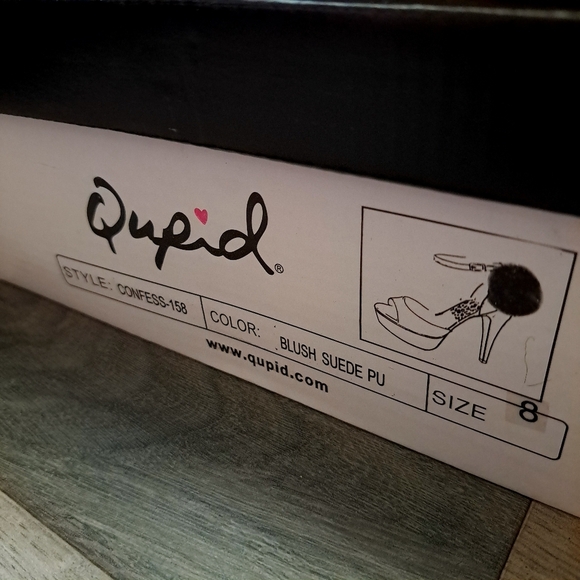 Qupid®
STYLE: CONFESS-158 COLOR: BLUSH SUEDE PU SIZE 8
www.qupid.com